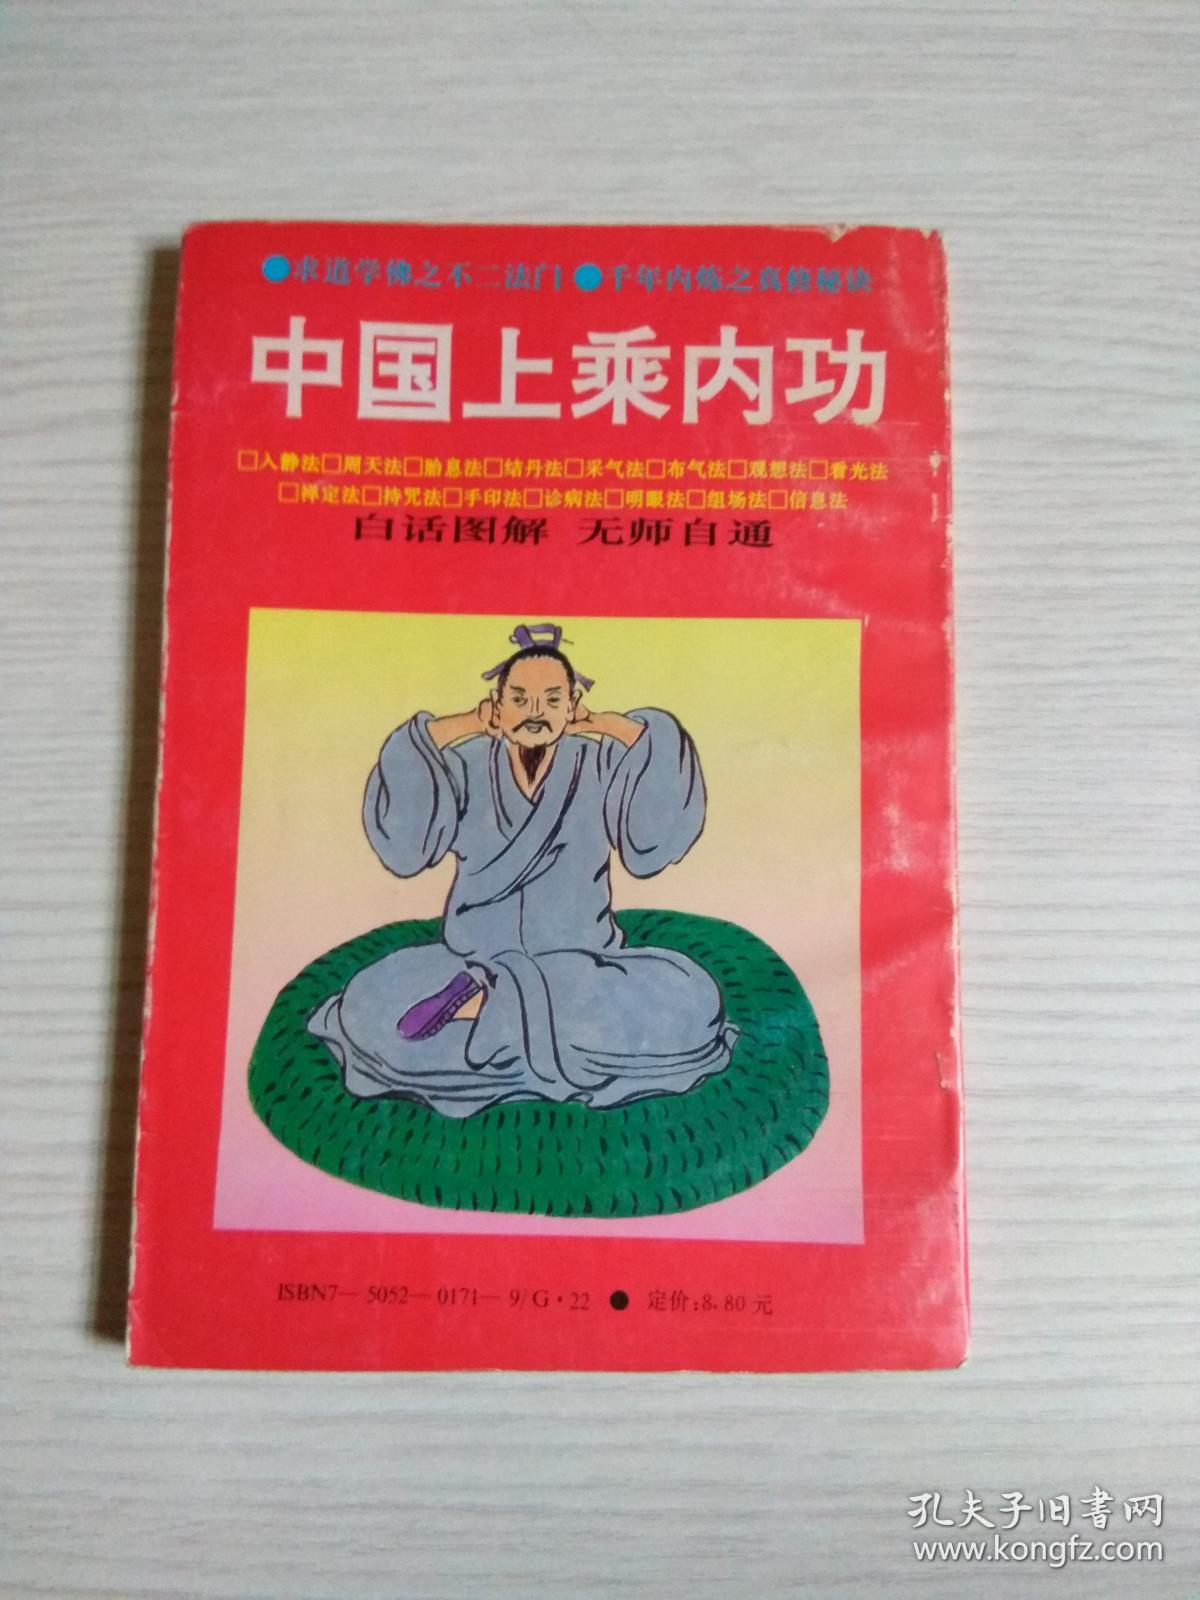 ●求道学佛之不二法门●千年内炼之真修秘诀
中国上乘内功
□入静法□周天法□胎息法□结丹法□采气法□布气法□观想法□看光法
□禅定法□持咒法□手印法□诊病法□明眼法□组场法□信息法
白话图解 无师自通
ISBN7—5052—0171—9/G·22 ● 定价:8.80元
孔夫子旧书网
www.kongfz.com